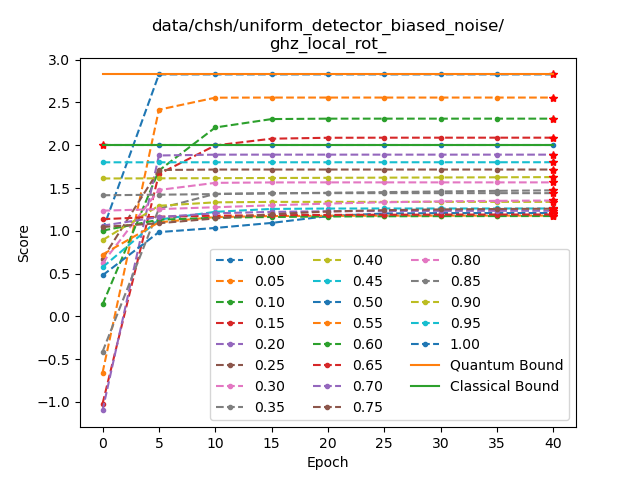 data/chsh/uniform_detector_biased_noise/
ghz_local_rot_
3.0
2.5
2.0
1.5
1.0
0.5
0.0
−0.5
−1.0
Score
0 5 10 15 20 25 30 35 40
Epoch
0.00 0.40 0.80
0.05 0.45 0.85
0.10 0.50 0.90
0.15 0.55 0.95
0.20 0.60 1.00
0.25 0.65 Quantum Bound
0.30 0.70 Classical Bound
0.35 0.75